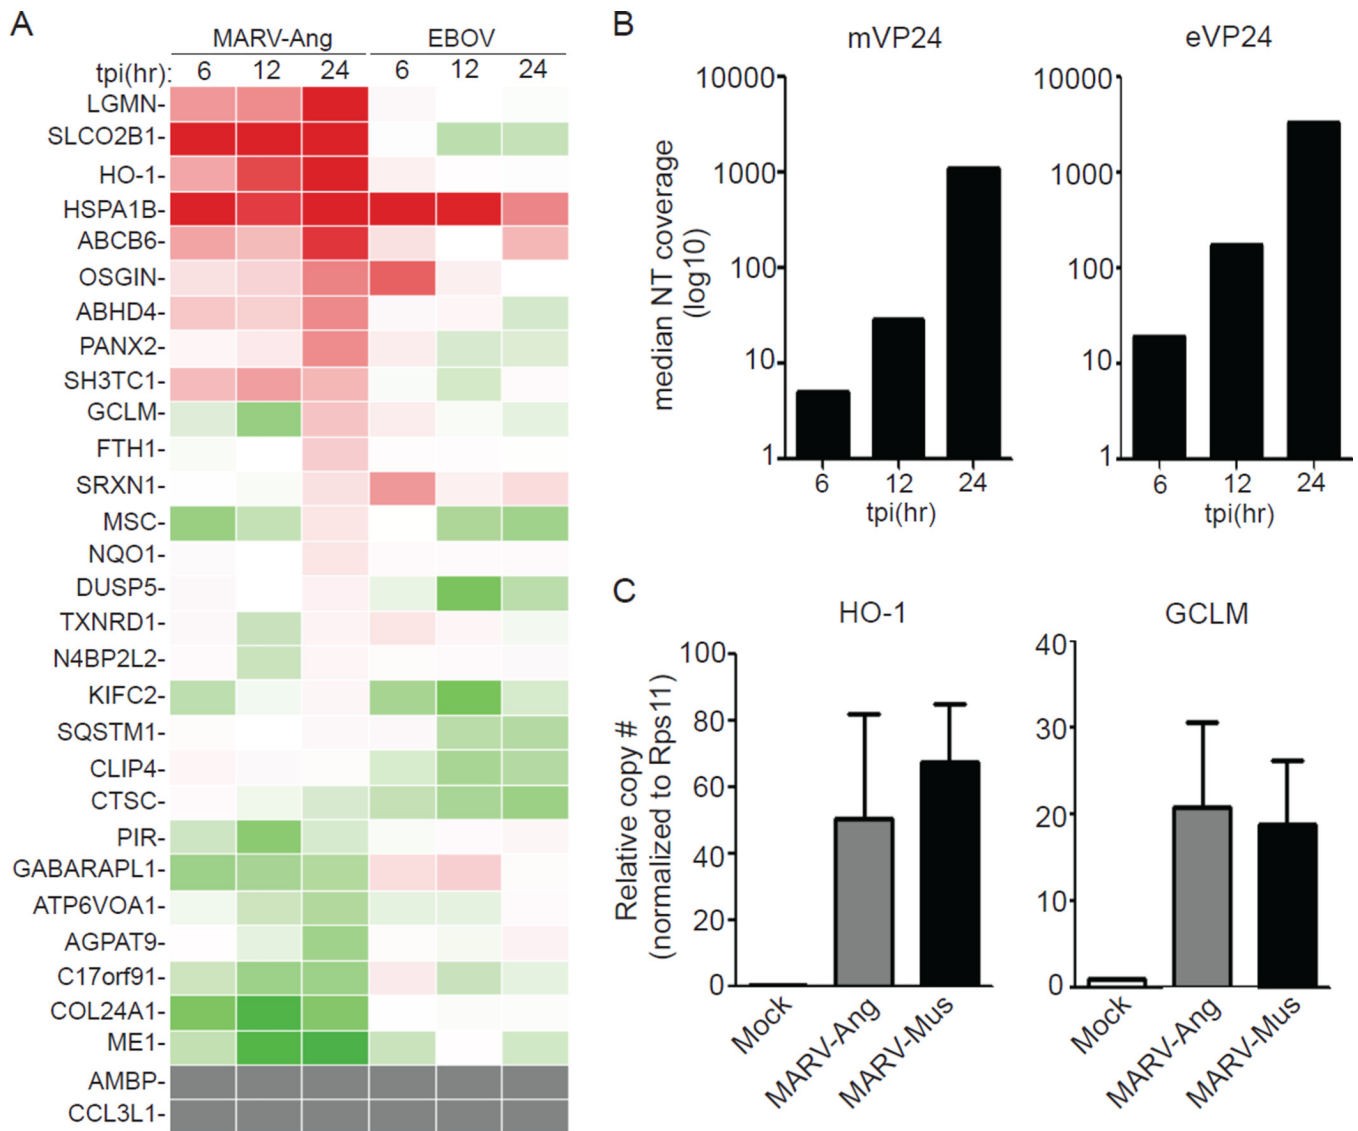 A
MARV-Ang EBOV
tpi(hr): 6 12 24 6 12 24
LGMN-
SLCO2B1-
HO-1-
HSPA1B-
ABCB6-
OSGIN-
ABHD4-
PANX2-
SH3TC1-
GCLM-
FTH1-
SRXN1-
MSC-
NQO1-
DUSP5-
TXNRD1-
N4BP2L2-
KIFC2-
SQSTM1-
CLIP4-
CTSC-
PIR-
GABARAPL1-
ATP6VOA1-
AGPAT9-
C17orf91-
COL24A1-
ME1-
AMBP-
CCL3L1-
B
mVP24
median NT coverage
(log10)
10000
1000
100
10
1
6 12 24
tpi(hr)
eVP24
10000
1000
100
10
1
6 12 24
tpi(hr)
C
HO-1
Relative copy #
(normalized to Rps11)
100
80
60
40
20
0
Mock
MARV-Ang
MARV-Mus
GCLM
40
30
20
10
0
Mock
MARV-Ang
MARV-Mus